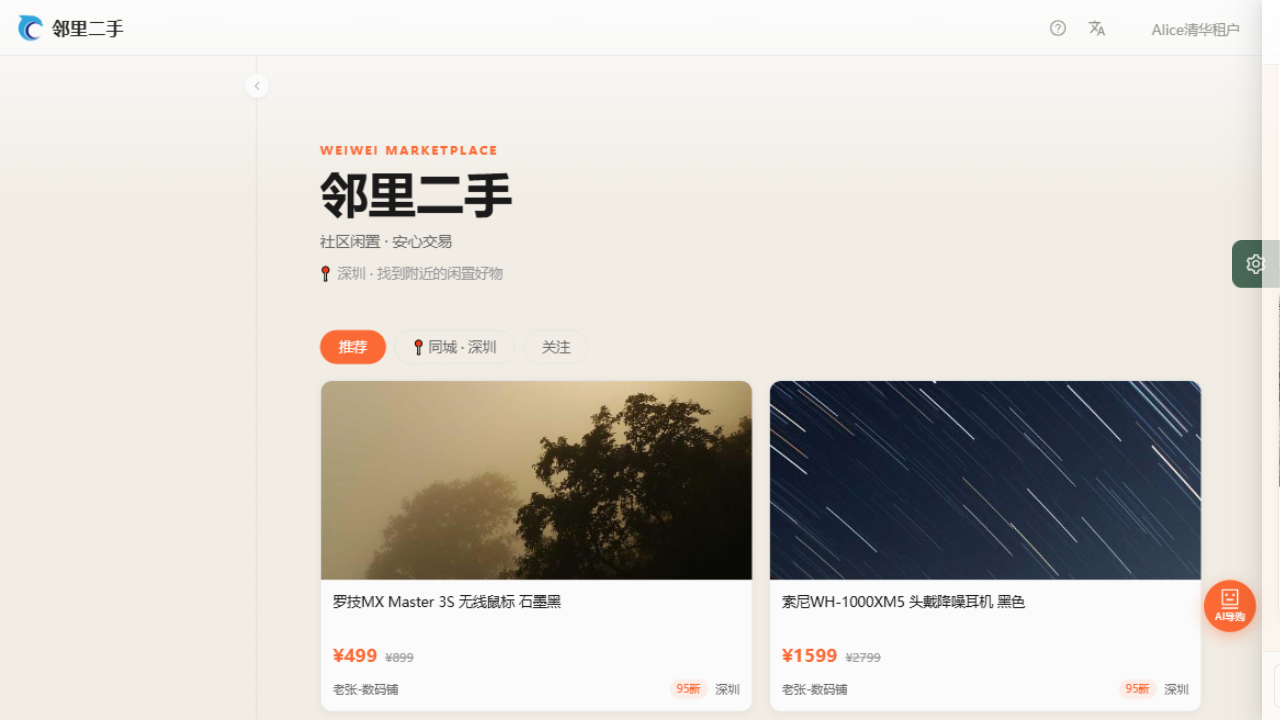 邻里二手
Alice清华租户
WEIWEI MARKETPLACE
邻里二手
社区闲置 · 安心交易
深圳 · 找到附近的闲置好物
推荐
同城 · 深圳
关注
罗技MX Master 3S 无线鼠标 石墨黑
¥499 ¥899
老张-数码铺 95新 深圳
索尼WH-1000XM5 头戴降噪耳机 黑色
¥1599 ¥2799
老张-数码铺 95新 深圳
AI导购